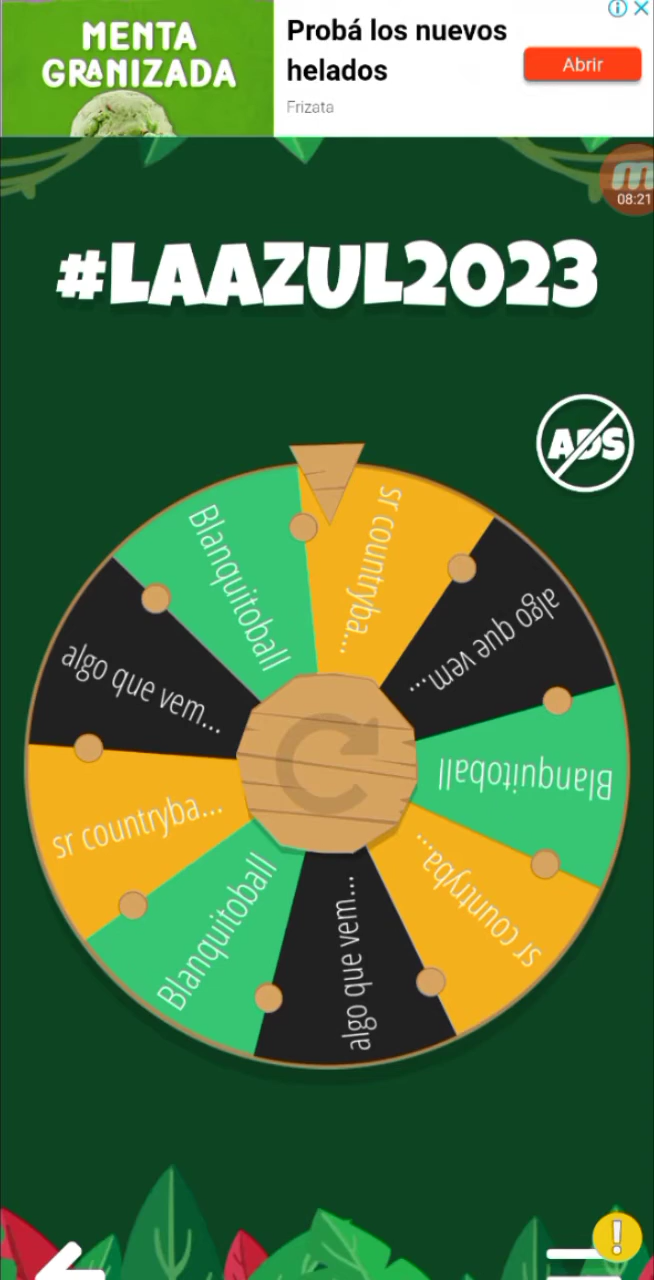 MENTA
GRANIZADA
Probá los nuevos
helados
Frizata
Abrir
08:21
#LAAZUL2023
ADS
sr countryba...
algo que vem...
Blanquitoball
sr countryba...
algo que vem...
Blanquitoball
sr countryba...
algo que vem...
Blanquitoball
!